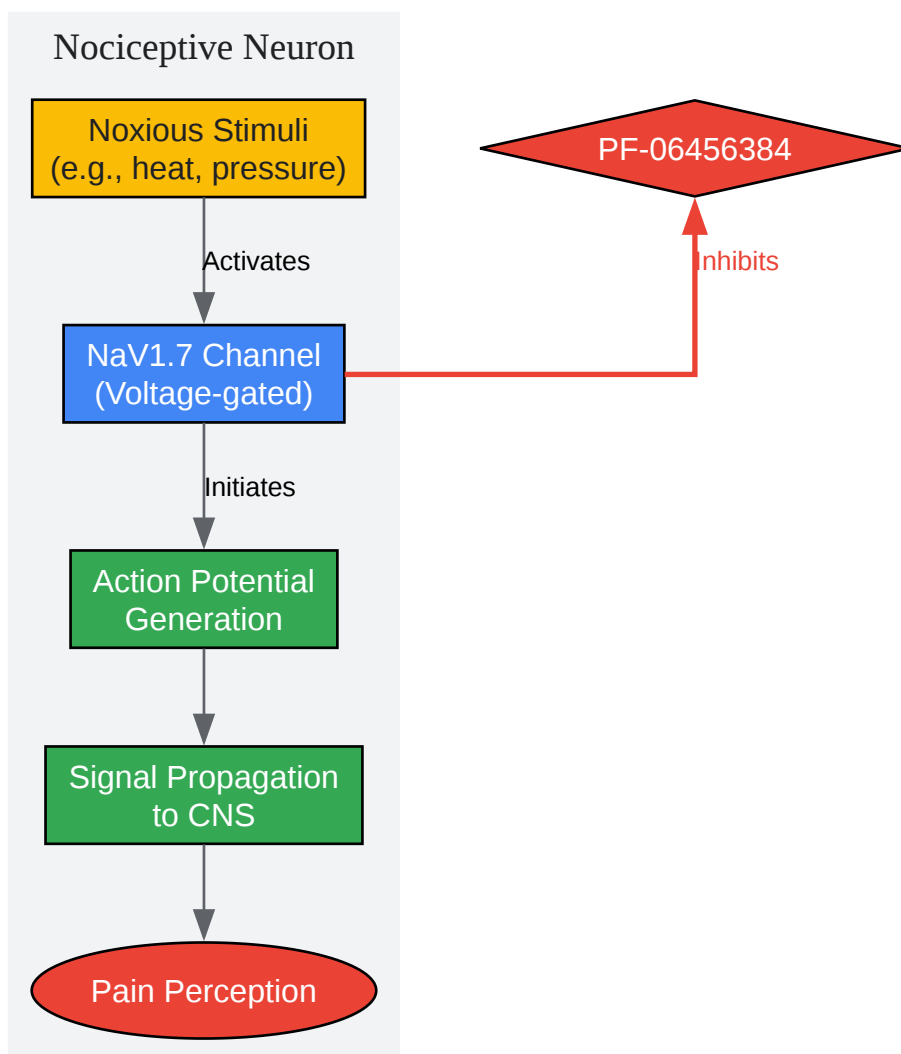 Nociceptive Neuron
Noxious Stimuli
(e.g., heat, pressure)
PF-06456384
Activates
Inhibits
NaV1.7 Channel
(Voltage-gated)
Initiates
Action Potential
Generation
Signal Propagation
to CNS
Pain Perception